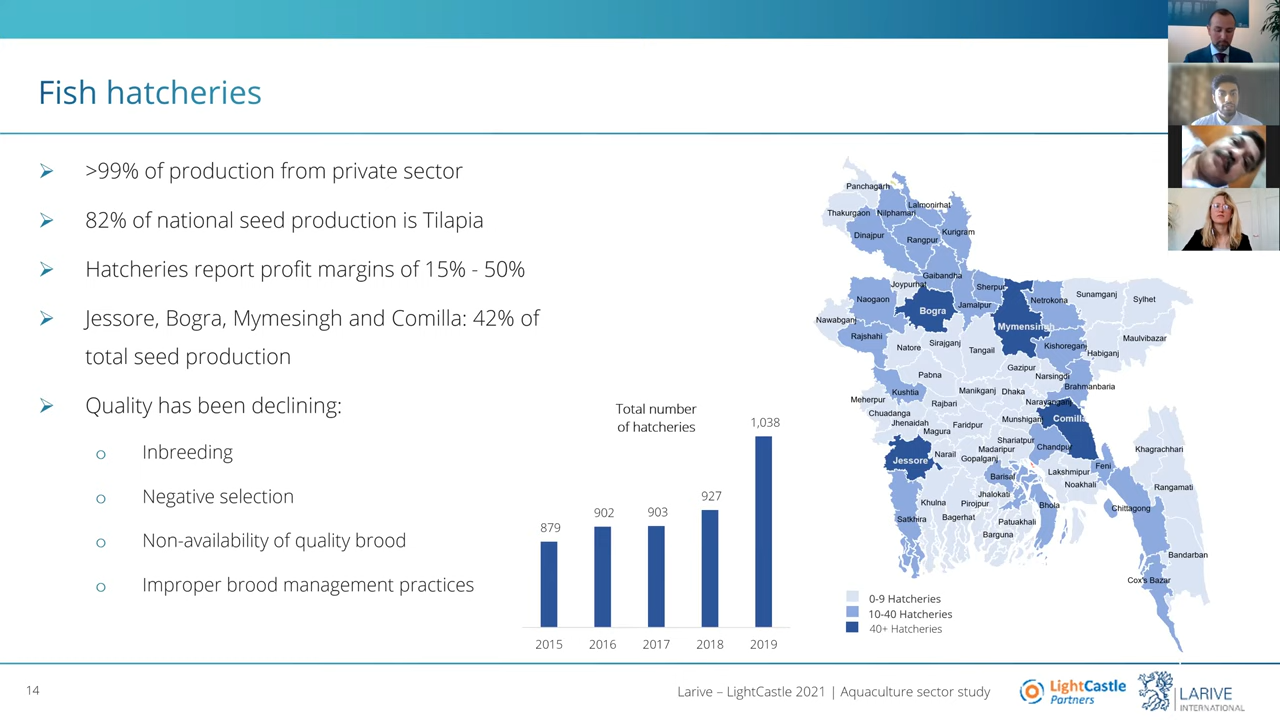 Fish hatcheries
>99% of production from private sector
82% of national seed production is Tilapia
Hatcheries report profit margins of 15% - 50%
Jessore, Bogra, Mymesingh and Comilla: 42% of
total seed production
Quality has been declining:
o Inbreeding
o Negative selection
o Non-availability of quality brood
o Improper brood management practices
Total number
of hatcheries
879
902
903
927
1,038
2015
2016
2017
2018
2019
Panchagarh
Thakurgaon
Nilphamari
Lalmonirhat
Dinajpur
Rangpur
Kurigram
Gaibandha
Joypurhat
Sherpur
Naogaon
Bogra
Jamalpur
Netrokona
Sunamganj
Sylhet
Nawabganj
Mymensingh
Rajshahi
Natore
Sirajganj
Tangail
Kishoreganj
Habiganj
Maulvibazar
Gazipur
Pabna
Narsingdi
Brahmanbaria
Kushtia
Manikganj
Dhaka
Meherpur
Rajbari
Narayanganj
Chuadanga
Jhenaidah
Magura
Faridpur
Munshiganj
Comilla
Shariatpur
Madaripur
Chandpur
Jessore
Narail
Gopalganj
Khagrachhari
Lakshmipur
Feni
Noakhali
Barisal
Jhalokati
Rangamati
Khulna
Pirojpur
Bhola
Chittagong
Satkhira
Bagerhat
Patuakhali
Barguna
Bandarban
Cox's Bazar
0-9 Hatcheries
10-40 Hatcheries
40+ Hatcheries
14
Larive – LightCastle 2021 | Aquaculture sector study
LightCastle
Partners
LARIVE
INTERNATIONAL